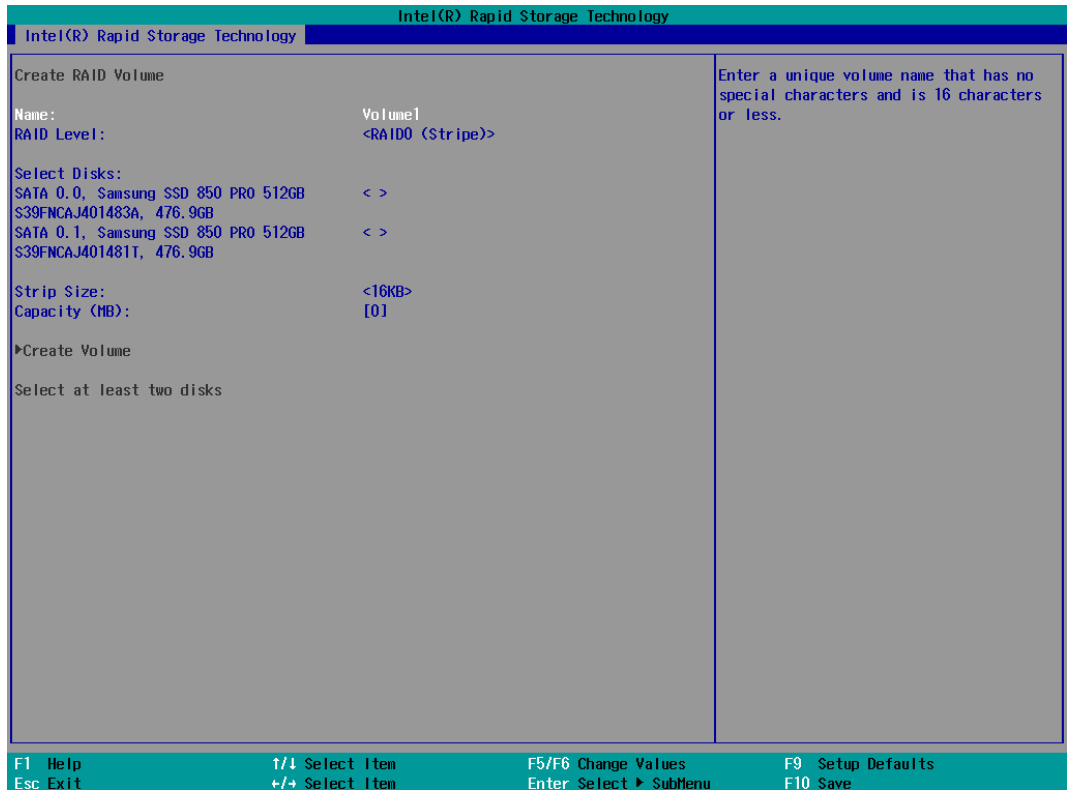 Intel(R) Rapid Storage Technology
Intel(R) Rapid Storage Technology
Create RAID Volume
Name: Volume1
RAID Level: <RAID0 (Stripe)>
Select Disks:
SATA 0.0, Samsung SSD 850 PRO 512GB < >
S39FNCAJ401483A, 476.9GB
SATA 0.1, Samsung SSD 850 PRO 512GB < >
S39FNCAJ401481T, 476.9GB
Strip Size: <16KB>
Capacity (MB): [0]
▶Create Volume
Select at least two disks
Enter a unique volume name that has no
special characters and is 16 characters
or less.
F1 Help ↑/↓ Select Item F5/F6 Change Values F9 Setup Defaults
Esc Exit ←/→ Select Item Enter Select ▶ SubMenu F10 Save